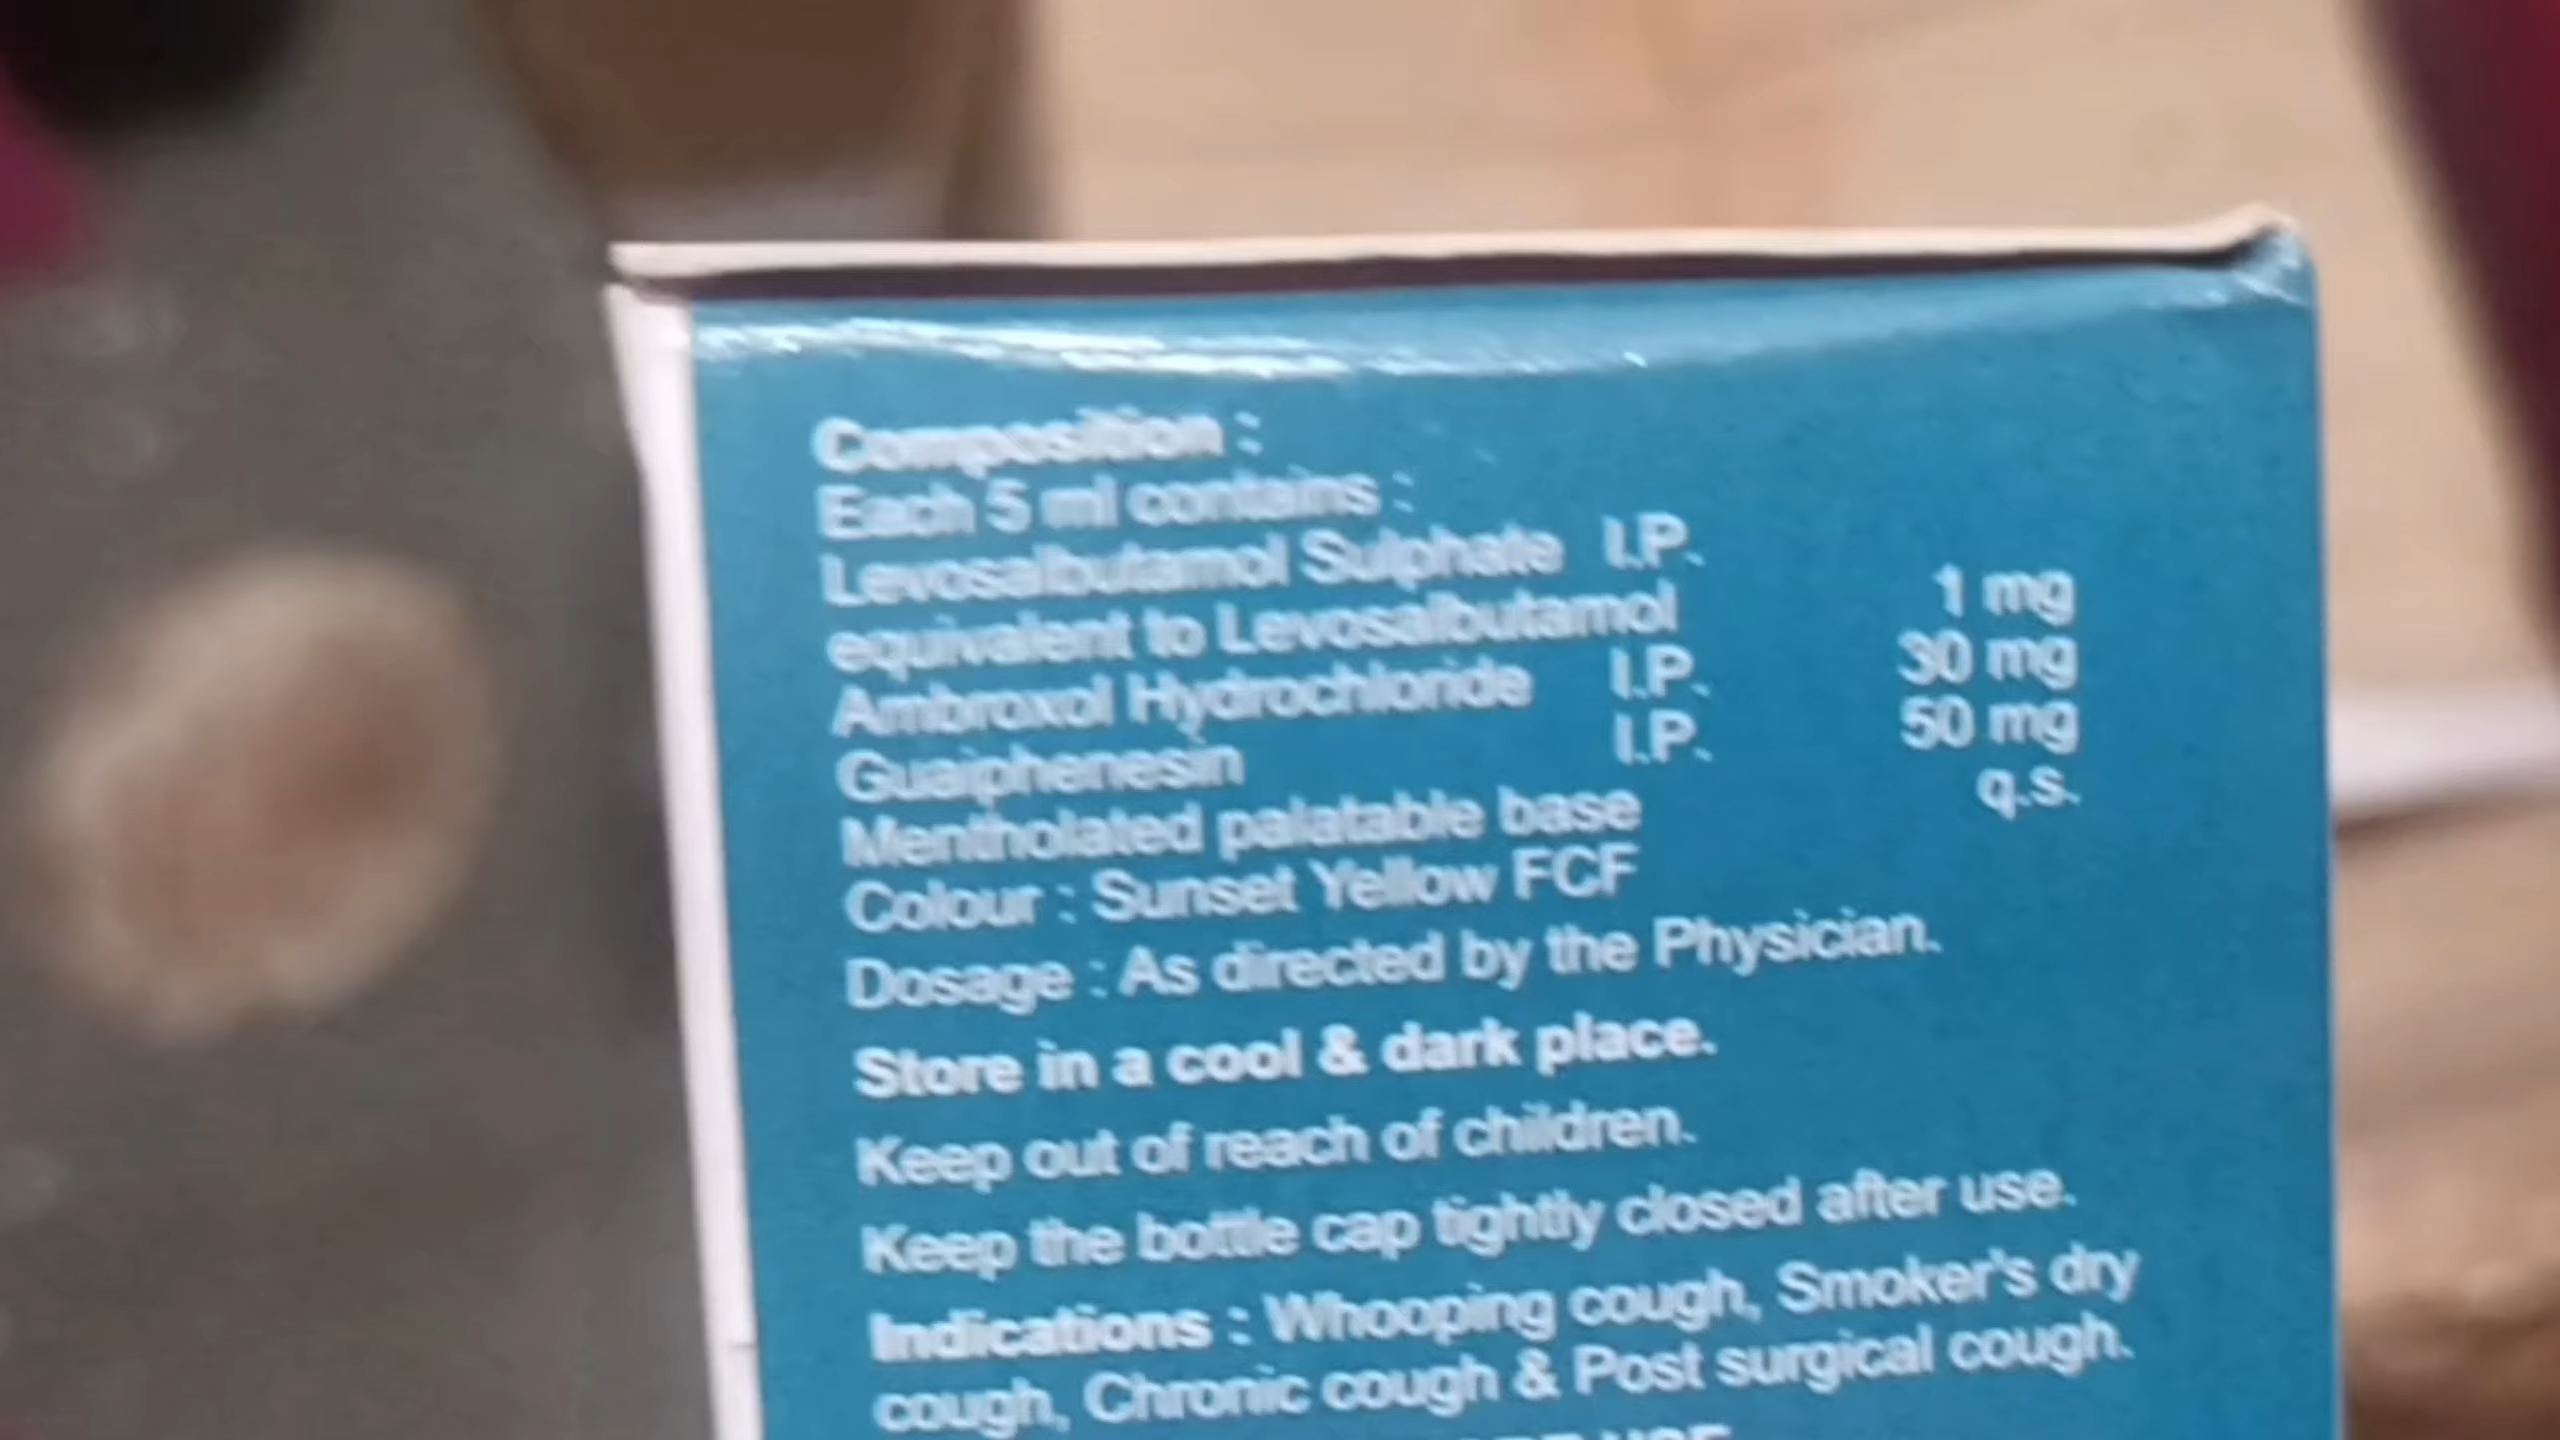 Composition :
Each 5 ml contains :
Levosalbutamol Sulphate I.P.
equivalent to Levosalbutamol 1 mg
Ambroxol Hydrochloride I.P. 30 mg
Guaiphenesin I.P. 50 mg
Mentholated palatable base q.s.
Colour : Sunset Yellow FCF
Dosage : As directed by the Physician.
Store in a cool & dark place.
Keep out of reach of children.
Keep the bottle cap tightly closed after use.
Indications : Whooping cough, Smoker's dry
cough, Chronic cough & Post surgical cough.
USE